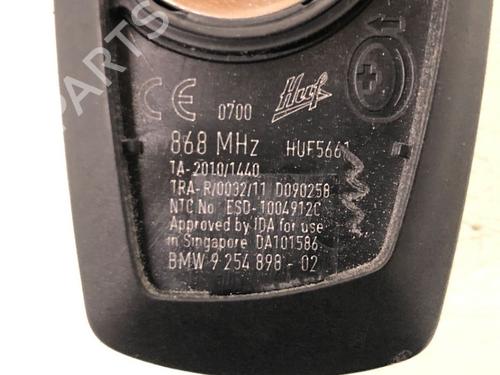 PARTS
CE 0700 Huf
868 MHz HUF5661
TA-2010/1440
TRA-R/0032/11 D090258
NTC No ESD-1004912C
Approved by IDA for use
in Singapore DA101586
BMW 9 254 898 - 02